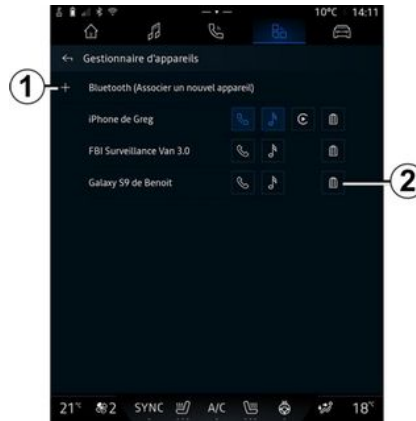 10°C 14:11
Gestionnaire d'appareils
1
Bluetooth (Associer un nouvel appareil)
iPhone de Greg
FBI Surveillance Van 3.0
Galaxy S9 de Benoit
2
21° 2 SYNC A/C 18°